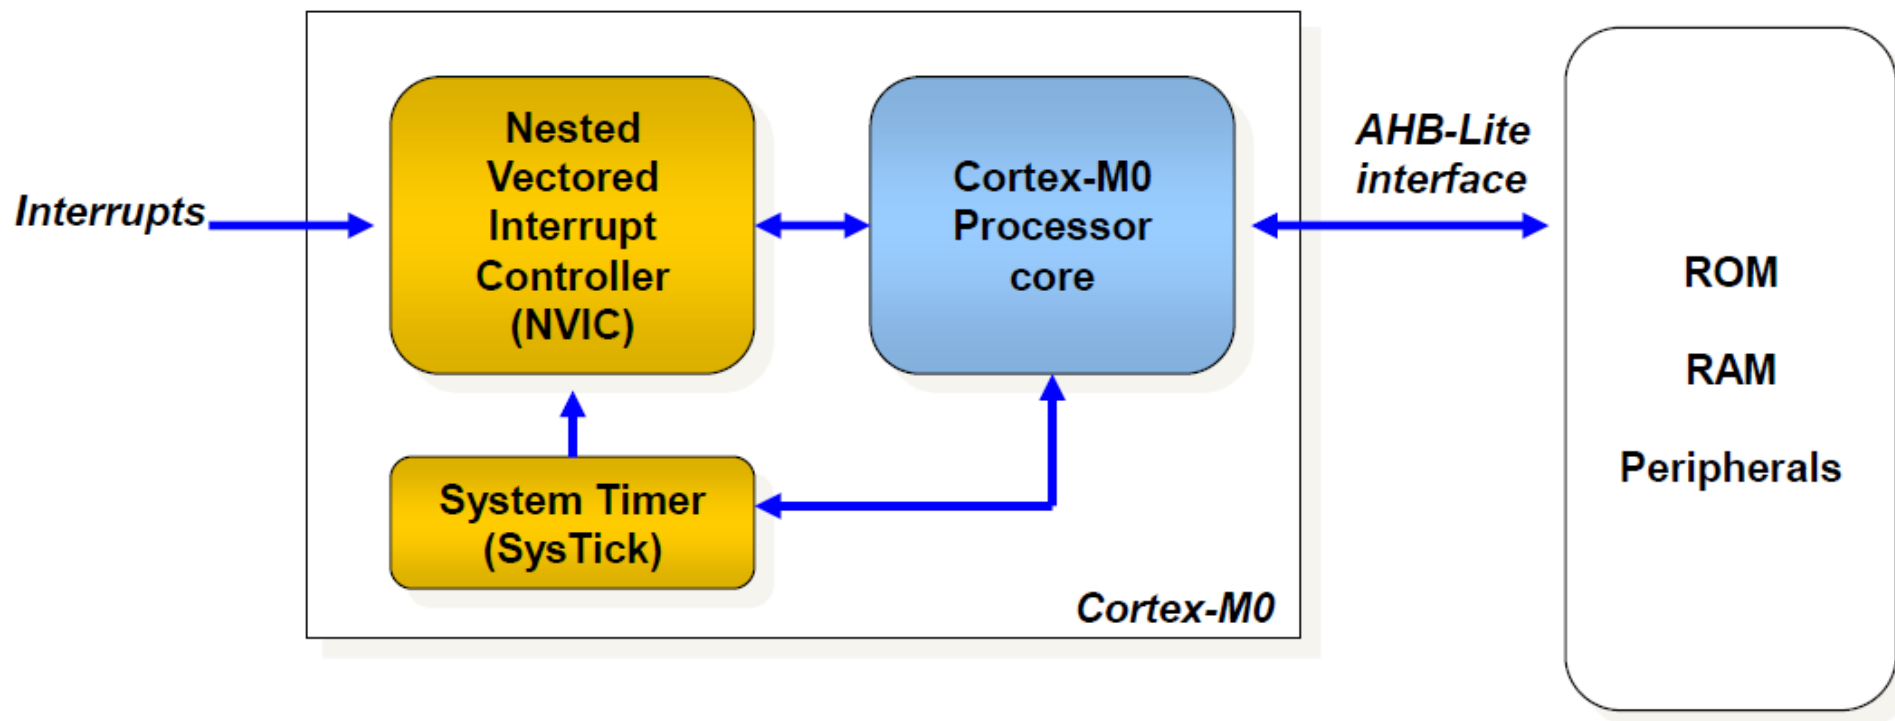 Interrupts
Nested
Vectored
Interrupt
Controller
(NVIC)
Cortex-M0
Processor
core
AHB-Lite
interface
System Timer
(SysTick)
Cortex-M0
ROM
RAM
Peripherals